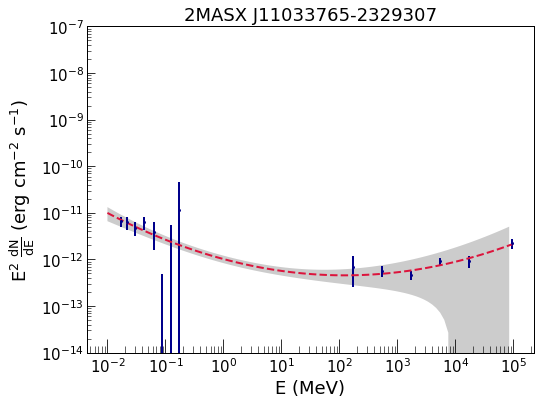 2MASX J11033765-2329307
E² dN/dE (erg cm⁻² s⁻¹)
10⁻⁷
10⁻⁸
10⁻⁹
10⁻¹⁰
10⁻¹¹
10⁻¹²
10⁻¹³
10⁻¹⁴
10⁻² 10⁻¹ 10⁰ 10¹ 10² 10³ 10⁴ 10⁵
E (MeV)